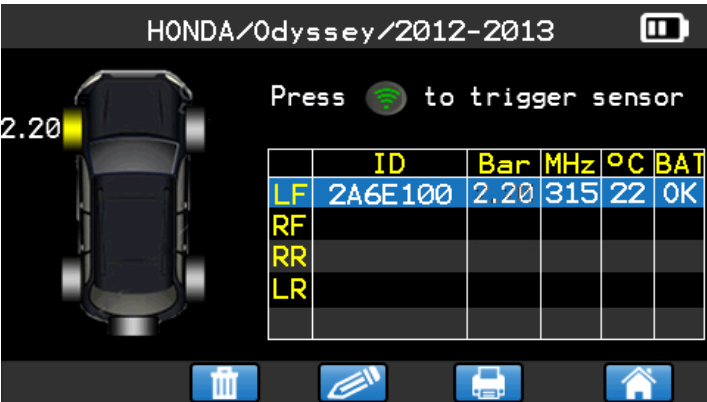 HONDA/Odyssey/2012-2013
Press to trigger sensor
2.20
ID Bar MHz ºC BAT
LF 2A6E100 2.20 315 22 OK
RF
RR
LR